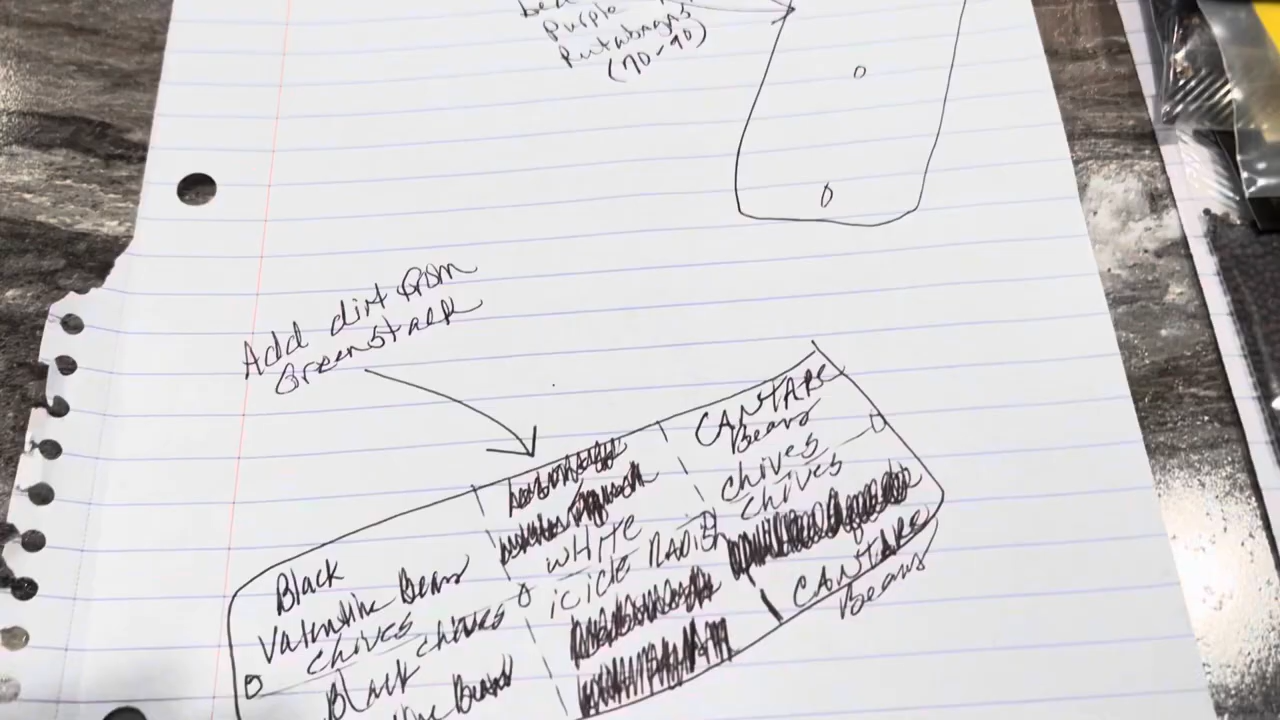 Purple
Rutabagas
(70-90)
Add dirt from
Greenstalk
CANTARE
Beans
chives
chives
WHITE
icicle RADISh
CANTARE
Beans
Black
Valentine Beans
chives chives
Black
Beans